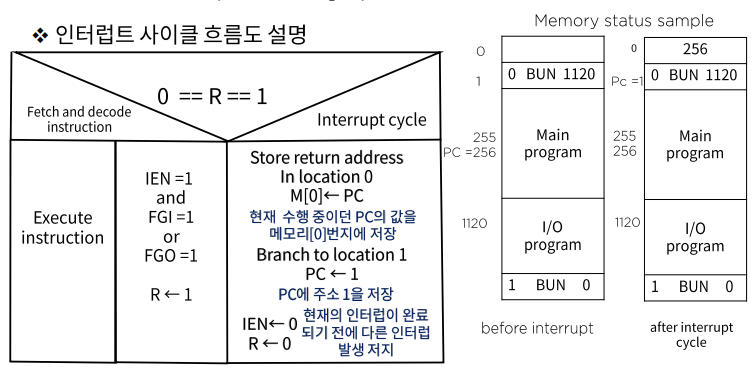 ❖ 인터럽트 사이클 흐름도 설명
0 == R == 1
Fetch and decode
instruction
Interrupt cycle
Execute
instruction
IEN =1
and
FGI =1
or
FGO =1
R ← 1
Store return address
In location 0
M[0]← PC
현재 수행 중이던 PC의 값을
메모리[0]번지에 저장
Branch to location 1
PC ← 1
PC에 주소 1을 저장
IEN← 0
R ← 0
현재의 인터럽이 완료
되기 전에 다른 인터럽
발생 저지
Memory status sample
0
1
0 BUN 1120
255
PC =256
Main
program
1120
I/O
program
1 BUN 0
before interrupt
0
256
Pc =1
0 BUN 1120
255
256
Main
program
1120
I/O
program
1 BUN 0
after interrupt
cycle